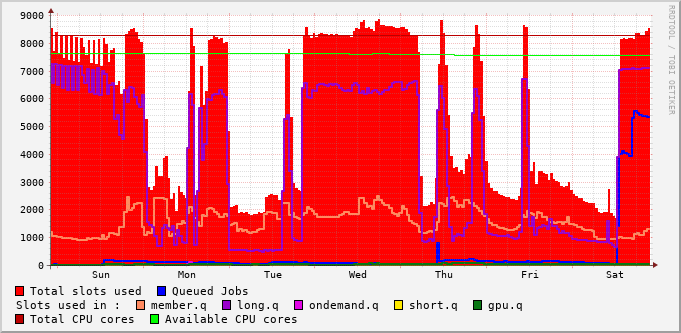 9000
8000
7000
6000
5000
4000
3000
2000
1000
0
Sun Mon Tue Wed Thu Fri Sat
RRDTOOL / TOBI OETIKER
Total slots used Queued Jobs
Slots used in : member.q long.q ondemand.q short.q gpu.q
Total CPU cores Available CPU cores